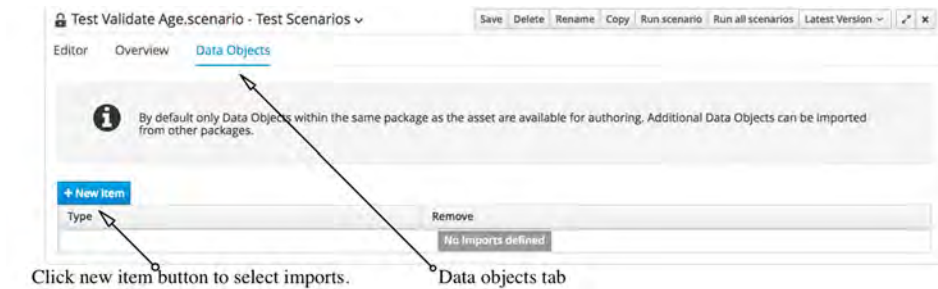 Test Validate Age.scenario - Test Scenarios
Save Delete Rename Copy Run scenario Run all scenarios Latest Version
Editor Overview Data Objects
By default only Data Objects within the same package as the asset are available for authoring. Additional Data Objects can be imported
from other packages.
+ New Item
Type Remove
No Imports defined
Click new item button to select imports. Data objects tab